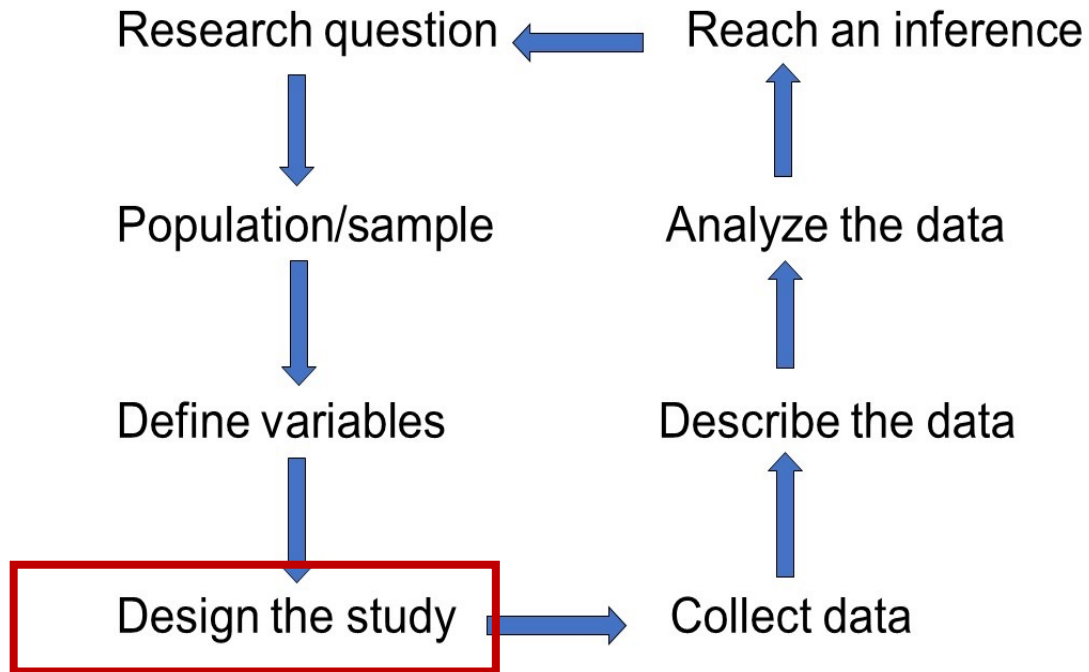 Research question
Population/sample
Define variables
Design the study
Collect data
Describe the data
Analyze the data
Reach an inference